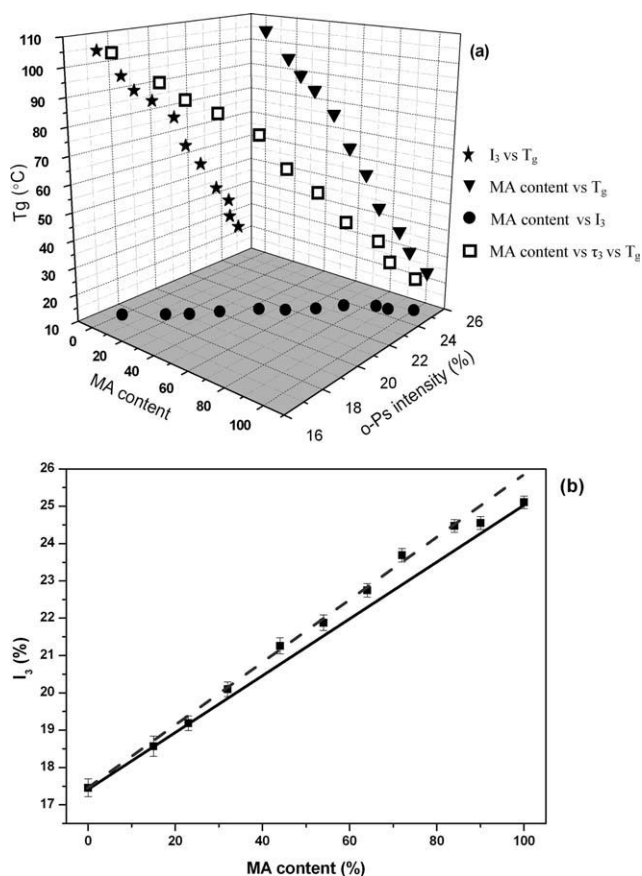 (a)
110
100
90
80
70
60
50
40
30
20
10
Tg (°C)
0
20
40
60
80
100
MA content
16
18
20
22
24
26
o-Ps intensity (%)
I₃ vs T_g
MA content vs T_g
MA content vs I₃
MA content vs τ₃ vs T_g
(b)
26
25
24
23
22
21
20
19
18
17
I₃ (%)
0 20 40 60 80 100
MA content (%)